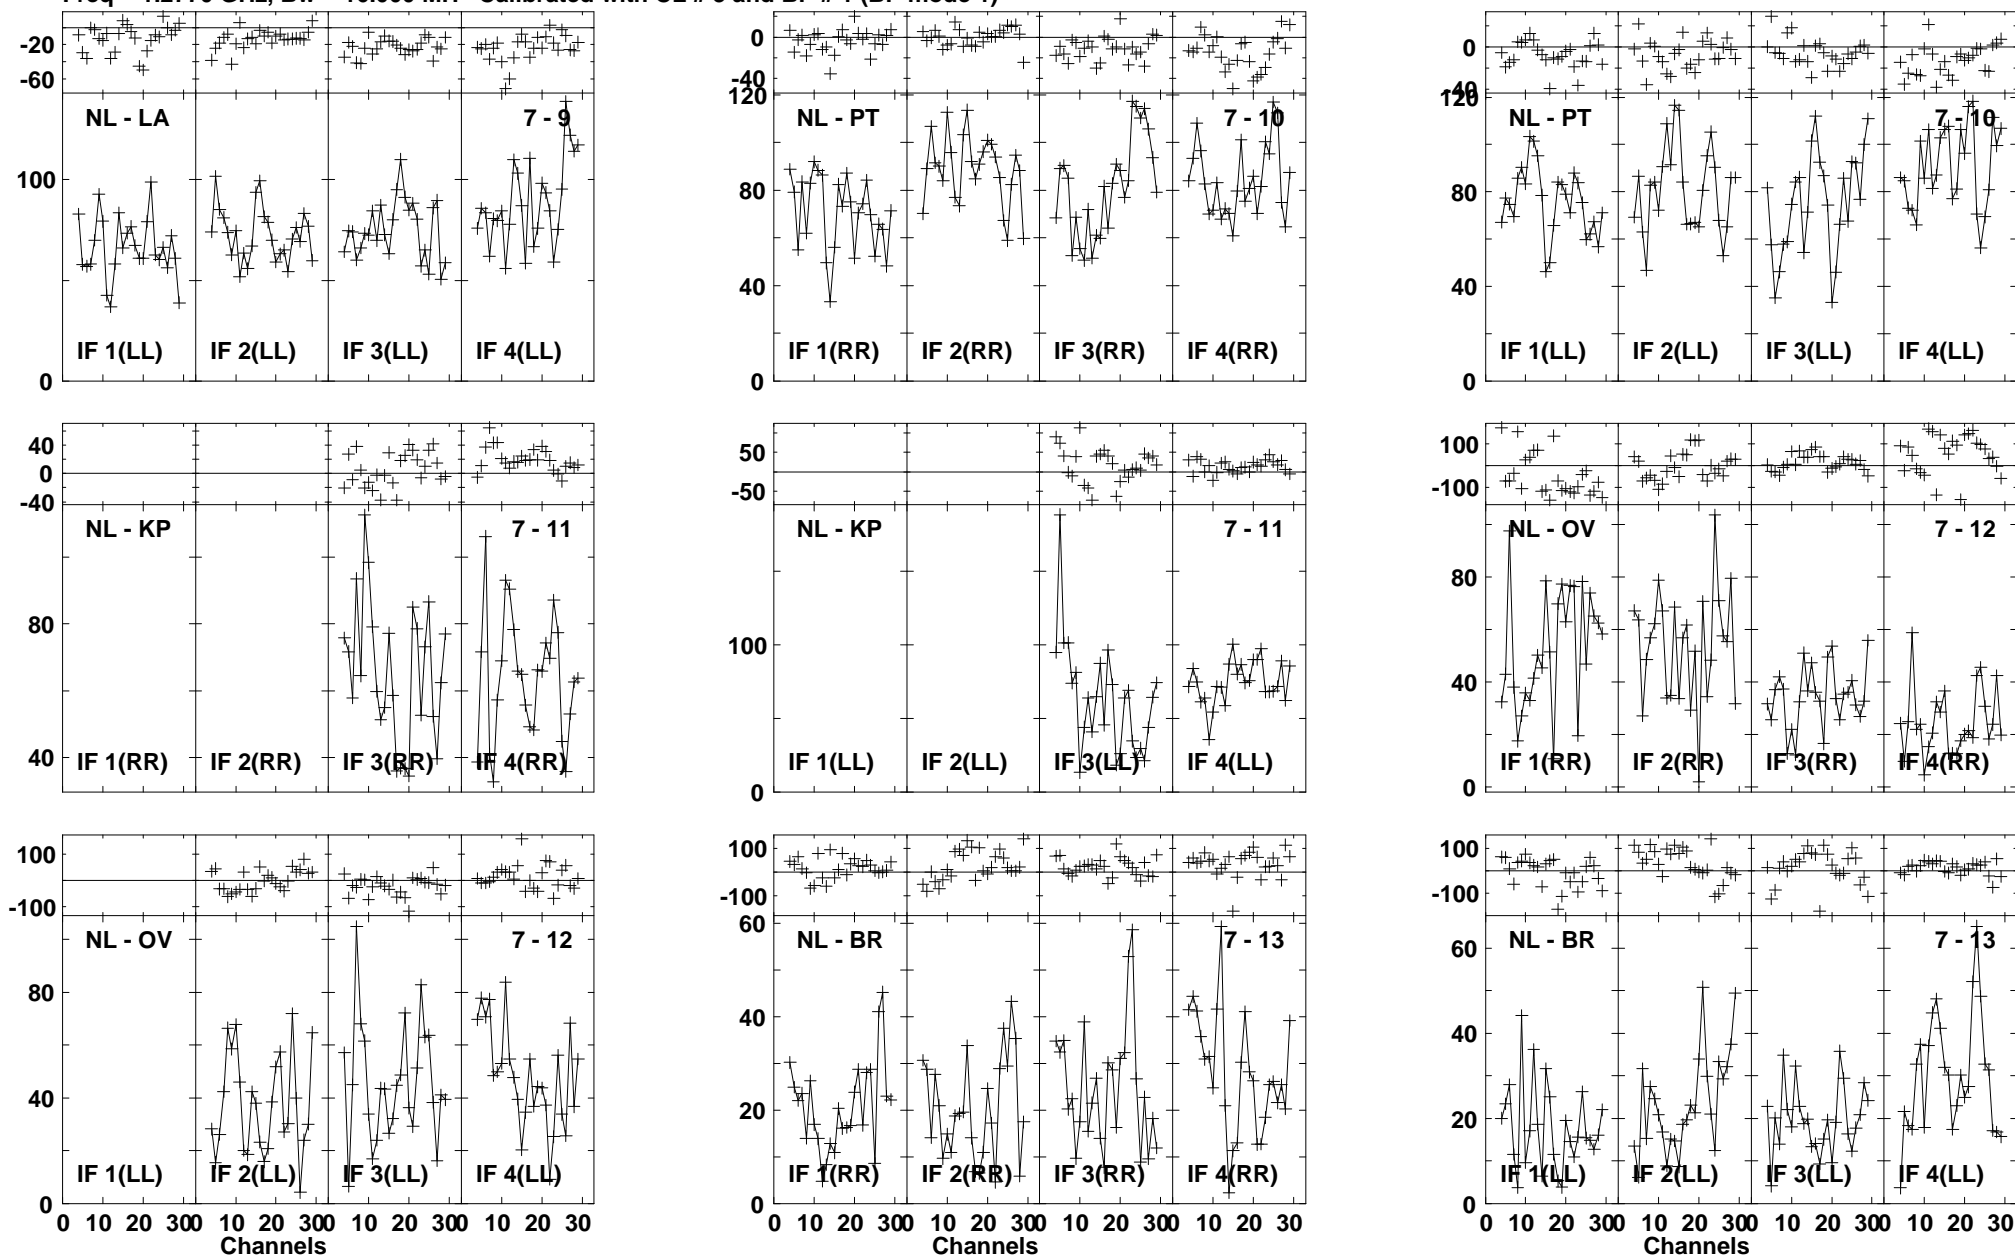 -20
-60
NL - LA 7 - 9
100
IF 1(LL) IF 2(LL) IF 3(LL) IF 4(LL)
0
0
-40
120
NL - PT 7 - 10
80
40
IF 1(RR) IF 2(RR) IF 3(RR) IF 4(RR)
0
0
-40
120
NL - PT 7 - 10
80
40
IF 1(LL) IF 2(LL) IF 3(LL) IF 4(LL)
0
40
0
-40
NL - KP 7 - 11
80
40
IF 1(RR) IF 2(RR) IF 3(RR) IF 4(RR)
50
-50
NL - KP 7 - 11
100
IF 1(LL) IF 2(LL) IF 3(LL) IF 4(LL)
0
100
-100
NL - OV 7 - 12
80
40
IF 1(RR) IF 2(RR) IF 3(RR) IF 4(RR)
0
100
-100
NL - OV 7 - 12
80
40
IF 1(LL) IF 2(LL) IF 3(LL) IF 4(LL)
0
0 10 20 30 0 10 20 30 0 10 20 30 0 10 20 30
Channels
100
-100
60
NL - BR 7 - 13
40
20
IF 1(RR) IF 2(RR) IF 3(RR) IF 4(RR)
0
0 10 20 30 0 10 20 30 0 10 20 30 0 10 20 30
Channels
100
-100
NL - BR 7 - 13
60
40
20
IF 1(LL) IF 2(LL) IF 3(LL) IF 4(LL)
0
0 10 20 30 0 10 20 30 0 10 20 30 0 10 20 30
Channels